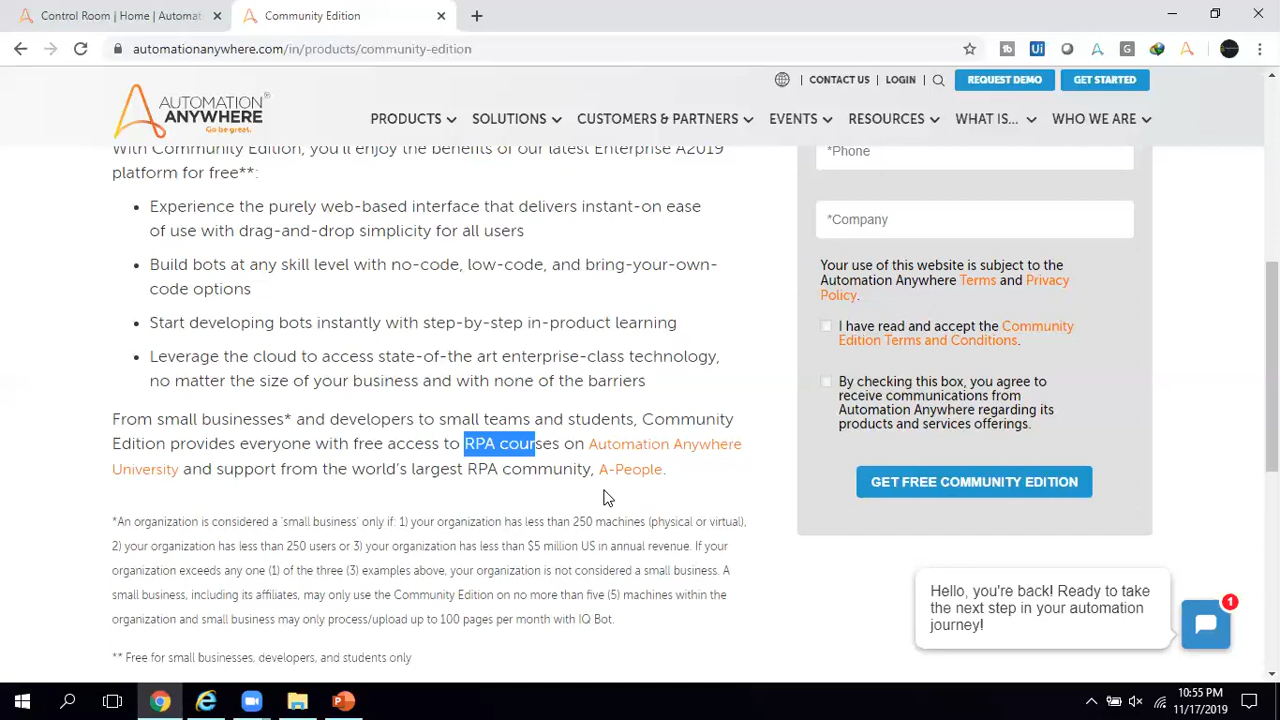 Control Room | Home | Automat
Community Edition
automationanywhere.com/in/products/community-edition
CONTACT US | LOGIN |
REQUEST DEMO
GET STARTED
AUTOMATION
ANYWHERE
Go be great.
PRODUCTS
SOLUTIONS
CUSTOMERS & PARTNERS
EVENTS
RESOURCES
WHAT IS...
WHO WE ARE
With Community Edition, you'll enjoy the benefits of our latest Enterprise A2019
platform for free**:
Experience the purely web-based interface that delivers instant-on ease
of use with drag-and-drop simplicity for all users
Build bots at any skill level with no-code, low-code, and bring-your-own-
code options
Start developing bots instantly with step-by-step in-product learning
Leverage the cloud to access state-of-the art enterprise-class technology,
no matter the size of your business and with none of the barriers
From small businesses* and developers to small teams and students, Community
Edition provides everyone with free access to RPA courses on Automation Anywhere
University and support from the world's largest RPA community, A-People.
*An organization is considered a 'small business' only if: 1) your organization has less than 250 machines (physical or virtual),
2) your organization has less than 250 users or 3) your organization has less than $5 million US in annual revenue. If your
organization exceeds any one (1) of the three (3) examples above, your organization is not considered a small business. A
small business, including its affiliates, may only use the Community Edition on no more than five (5) machines within the
organization and small business may only process/upload up to 100 pages per month with IQ Bot.
** Free for small businesses, developers, and students only
*Phone
*Company
Your use of this website is subject to the
Automation Anywhere Terms and Privacy
Policy.
I have read and accept the Community
Edition Terms and Conditions.
By checking this box, you agree to
receive communications from
Automation Anywhere regarding its
products and services offerings.
GET FREE COMMUNITY EDITION
Hello, you're back! Ready to take
the next step in your automation
journey!
1
10:55 PM
11/17/2019